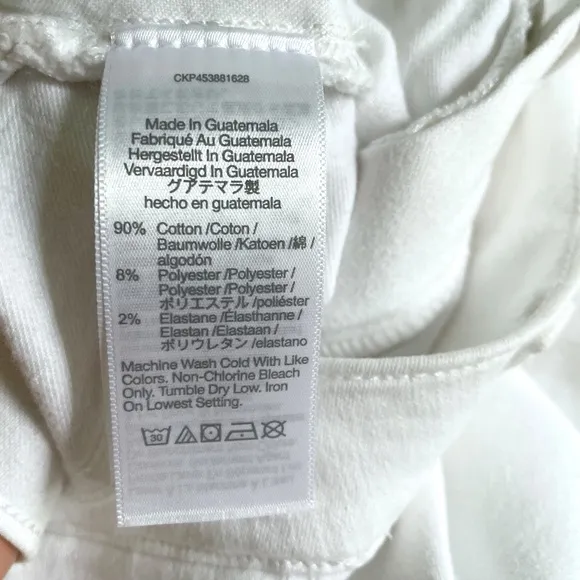 CKP453881628
Made In Guatemala
Fabriqué Au Guatemala
Hergestellt In Guatemala
Vervaardigd In Guatemala
グアテマラ製
hecho en guatemala
90% Cotton /Coton /
Baumwolle /Katoen /綿 /
algodón
8% Polyester /Polyester /
Polyester /Polyester /
ポリエステル /poliéster
2% Elastane /Élasthanne /
Elastan /Elastaan /
ポリウレタン /elastano
Machine Wash Cold With Like
Colors. Non-Chlorine Bleach
Only. Tumble Dry Low. Iron
On Lowest Setting.
30